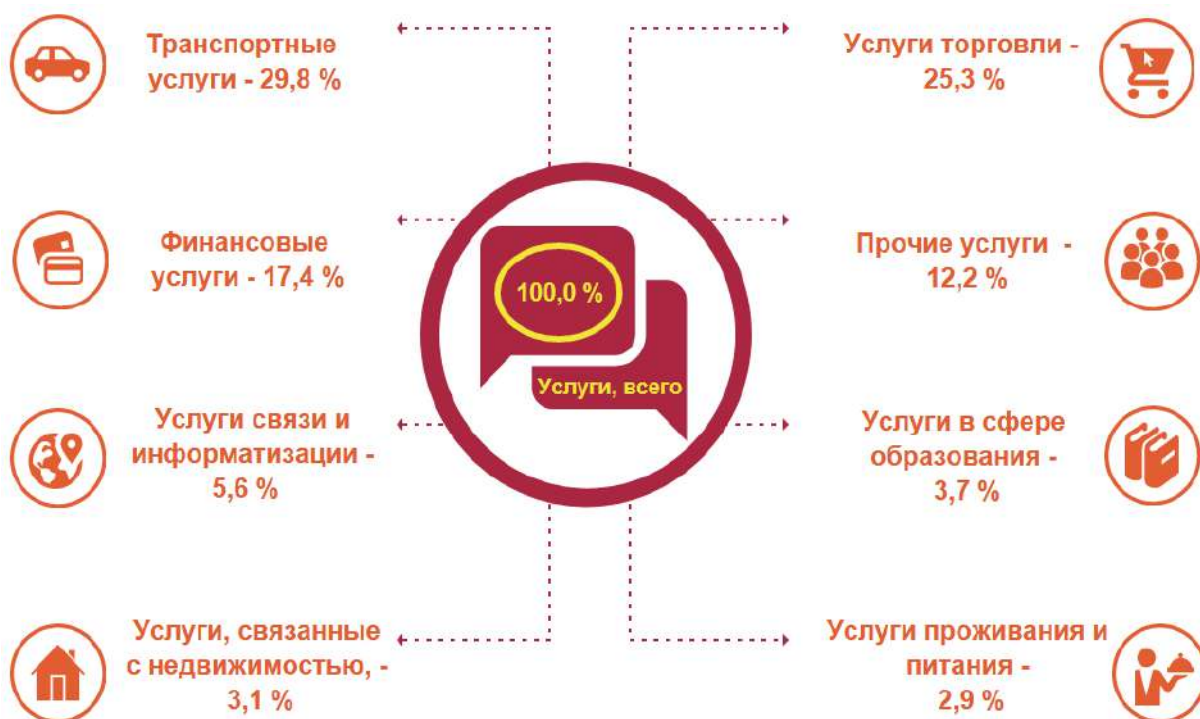 Транспортные
услуги - 29,8 %
Услуги торговли -
25,3 %
Финансовые
услуги - 17,4 %
Прочие услуги -
12,2 %
100,0 %
Услуги, всего
Услуги связи и
информатизации -
5,6 %
Услуги в сфере
образования -
3,7 %
Услуги, связанные
с недвижимостью, -
3,1 %
Услуги проживания и
питания -
2,9 %